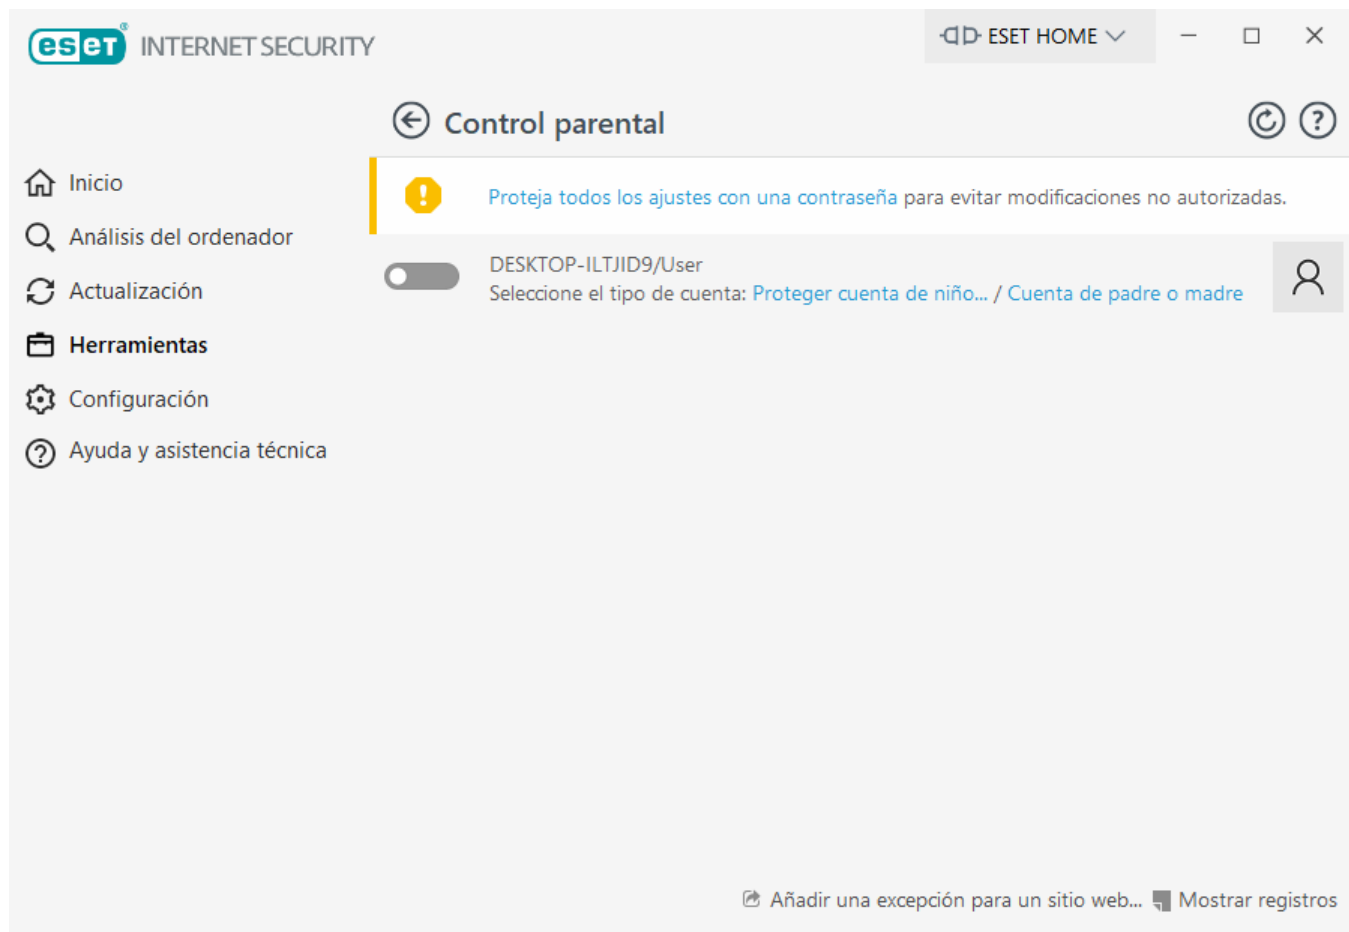 eset® INTERNET SECURITY
ESET HOME
Control parental
Inicio
Análisis del ordenador
Actualización
Herramientas
Configuración
Ayuda y asistencia técnica
Proteja todos los ajustes con una contraseña para evitar modificaciones no autorizadas.
DESKTOP-ILTJID9/User
Seleccione el tipo de cuenta: Proteger cuenta de niño... / Cuenta de padre o madre
Añadir una excepción para un sitio web... Mostrar registros